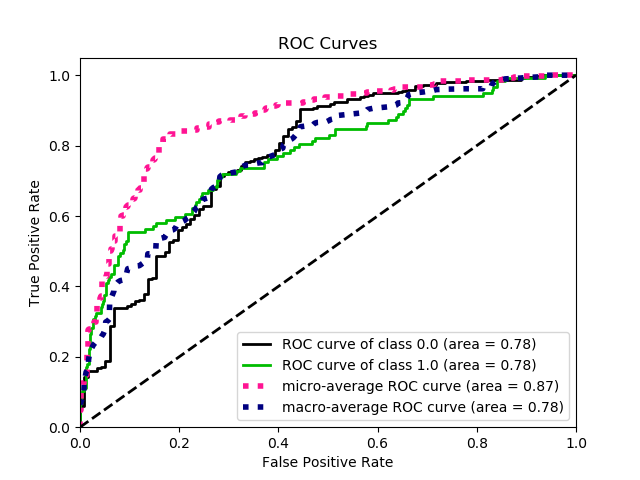 ROC Curves
True Positive Rate
1.0
0.8
0.6
0.4
0.2
0.0
ROC curve of class 0.0 (area = 0.78)
ROC curve of class 1.0 (area = 0.78)
micro-average ROC curve (area = 0.87)
macro-average ROC curve (area = 0.78)
0.0 0.2 0.4 0.6 0.8 1.0
False Positive Rate